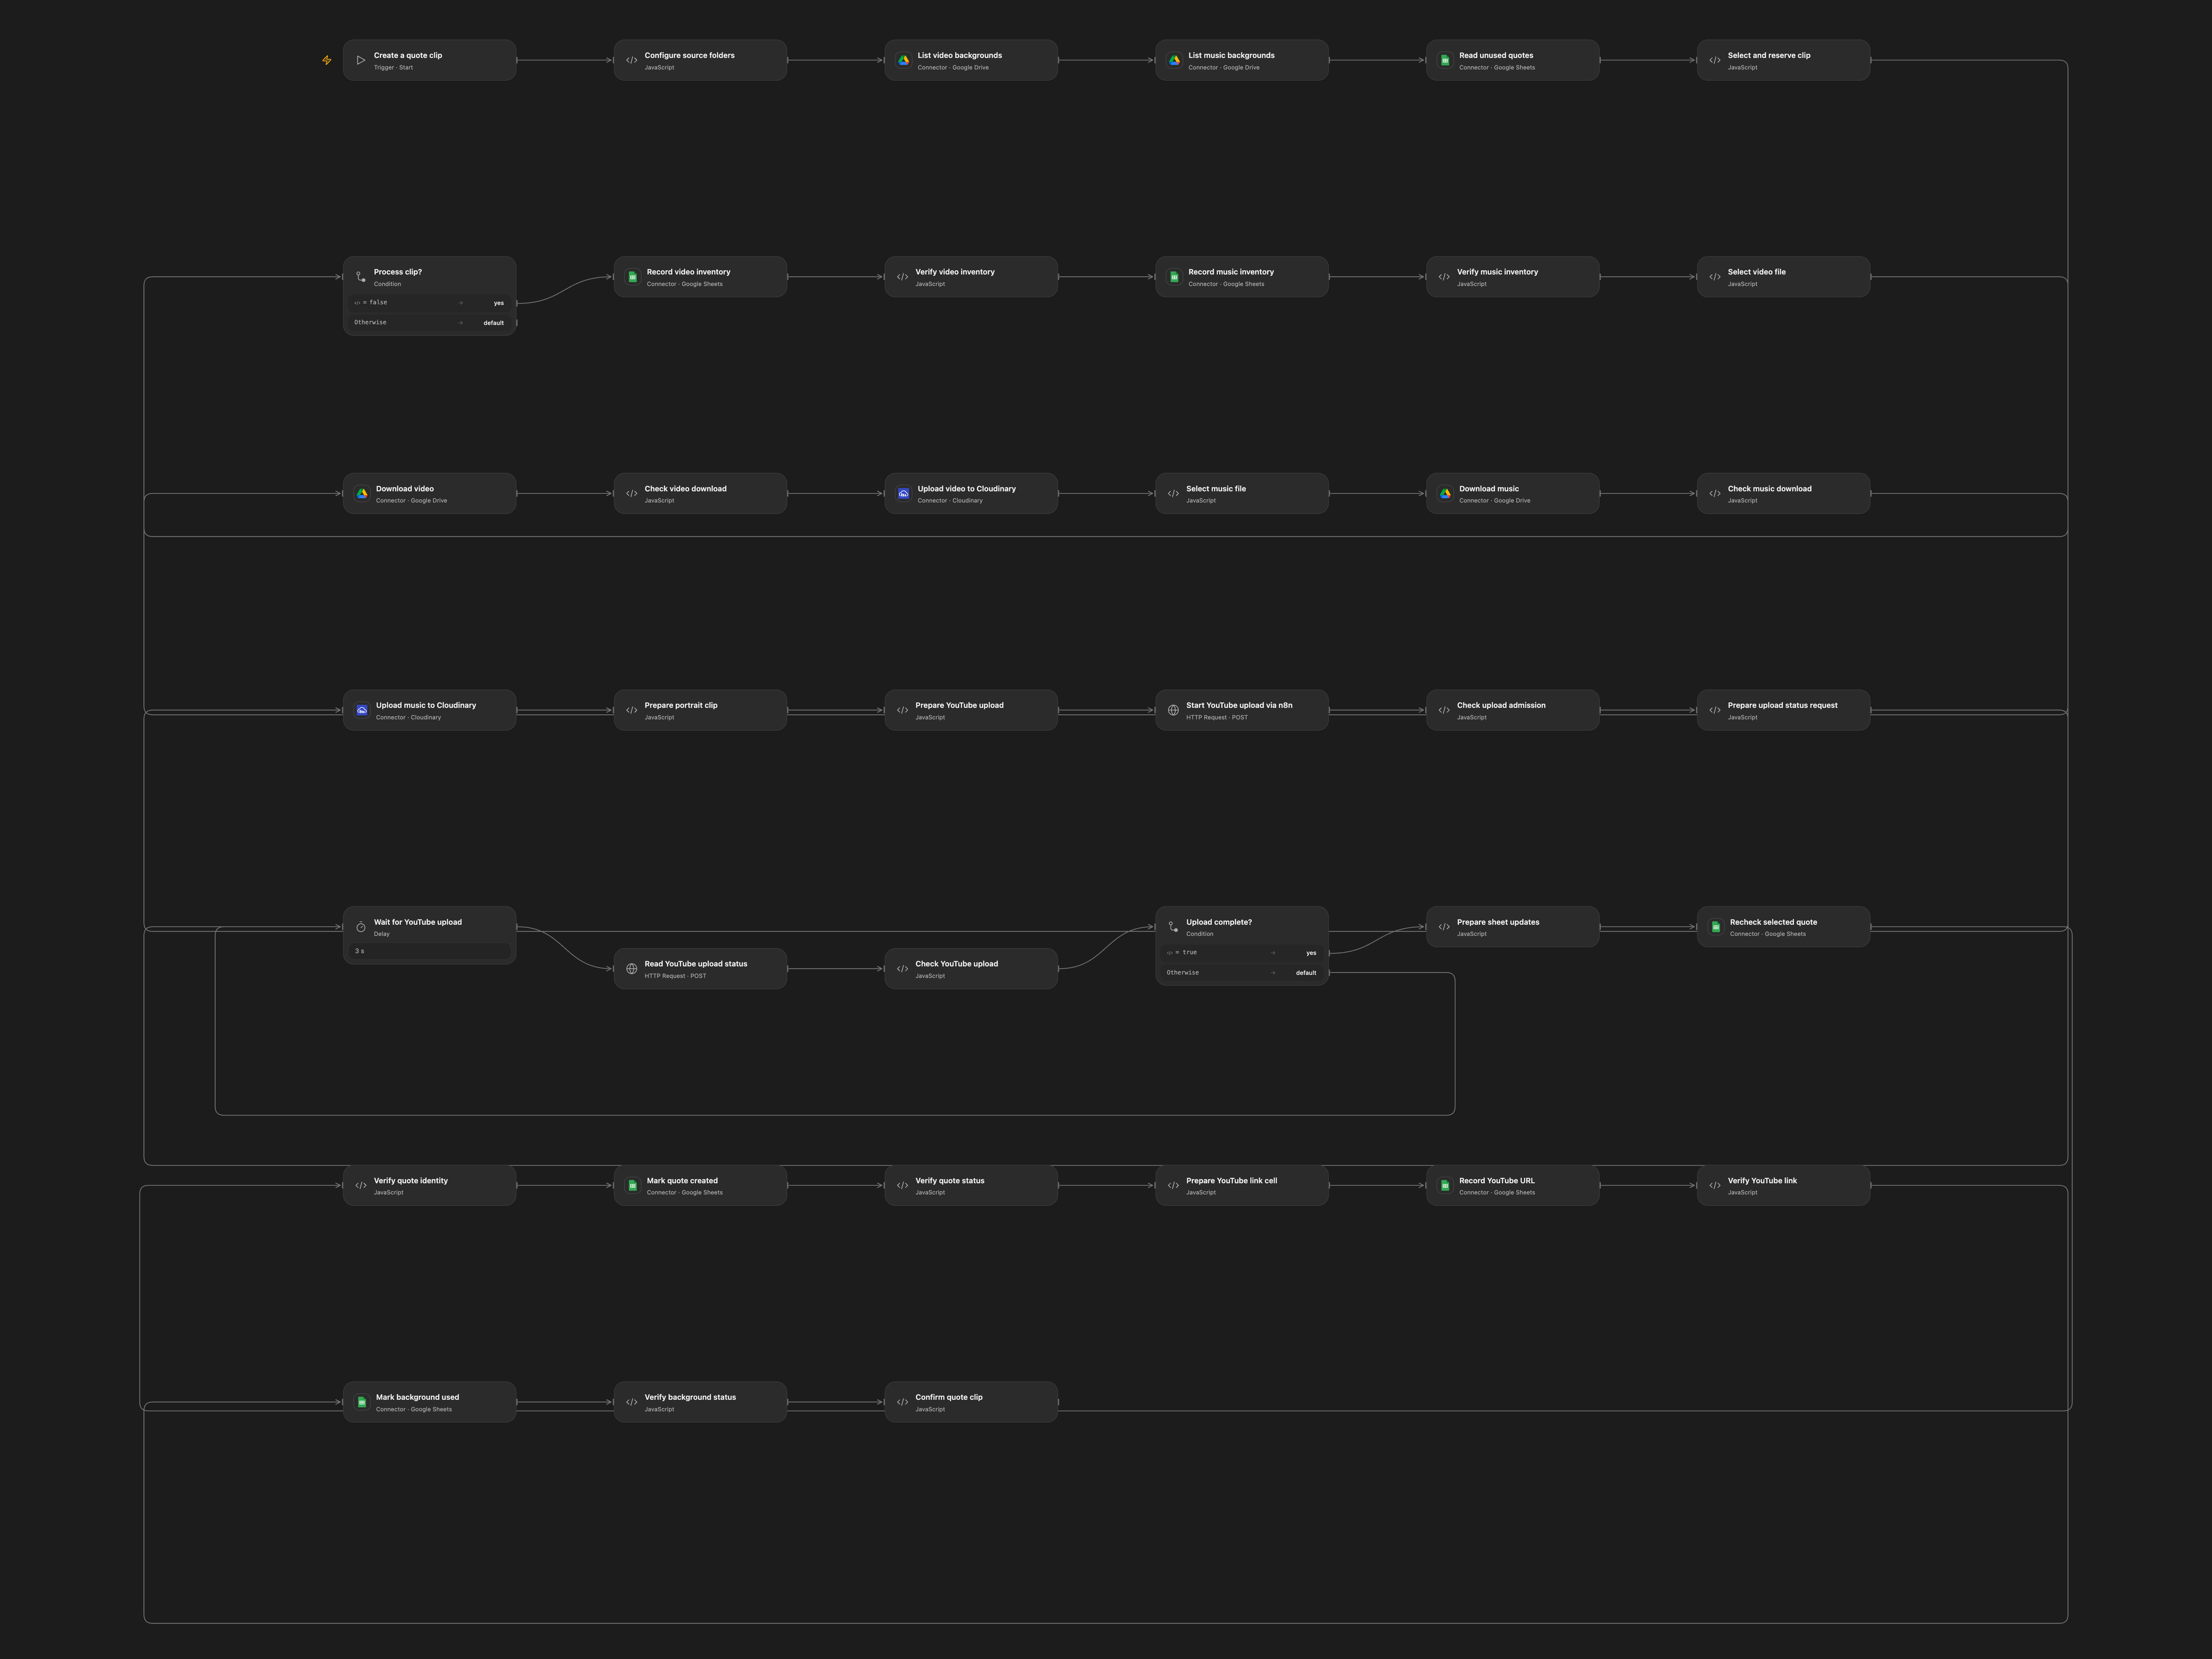 Create a quote clip
Trigger · Start
Configure source folders
JavaScript
List video backgrounds
Connector · Google Drive
List music backgrounds
Connector · Google Drive
Read unused quotes
Connector · Google Sheets
Select and reserve clip
JavaScript
Process clip?
Condition
</> = false → yes
Otherwise → default
Record video inventory
Connector · Google Sheets
Verify video inventory
JavaScript
Record music inventory
Connector · Google Sheets
Verify music inventory
JavaScript
Select video file
JavaScript
Download video
Connector · Google Drive
Check video download
JavaScript
Upload video to Cloudinary
Connector · Cloudinary
Select music file
JavaScript
Download music
Connector · Google Drive
Check music download
JavaScript
Upload music to Cloudinary
Connector · Cloudinary
Prepare portrait clip
JavaScript
Prepare YouTube upload
JavaScript
Start YouTube upload via n8n
HTTP Request · POST
Check upload admission
JavaScript
Prepare upload status request
JavaScript
Wait for YouTube upload
Delay
3 s
Read YouTube upload status
HTTP Request · POST
Check YouTube upload
JavaScript
Upload complete?
Condition
</> = true → yes
Otherwise → default
Prepare sheet updates
JavaScript
Recheck selected quote
Connector · Google Sheets
Verify quote identity
JavaScript
Mark quote created
Connector · Google Sheets
Verify quote status
JavaScript
Prepare YouTube link cell
JavaScript
Record YouTube URL
Connector · Google Sheets
Verify YouTube link
JavaScript
Mark background used
Connector · Google Sheets
Verify background status
JavaScript
Confirm quote clip
JavaScript